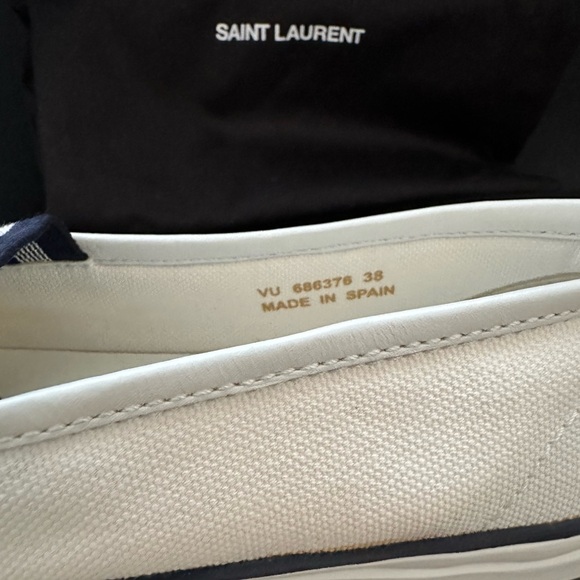 SAINT LAURENT
VU 686376 38
MADE IN SPAIN